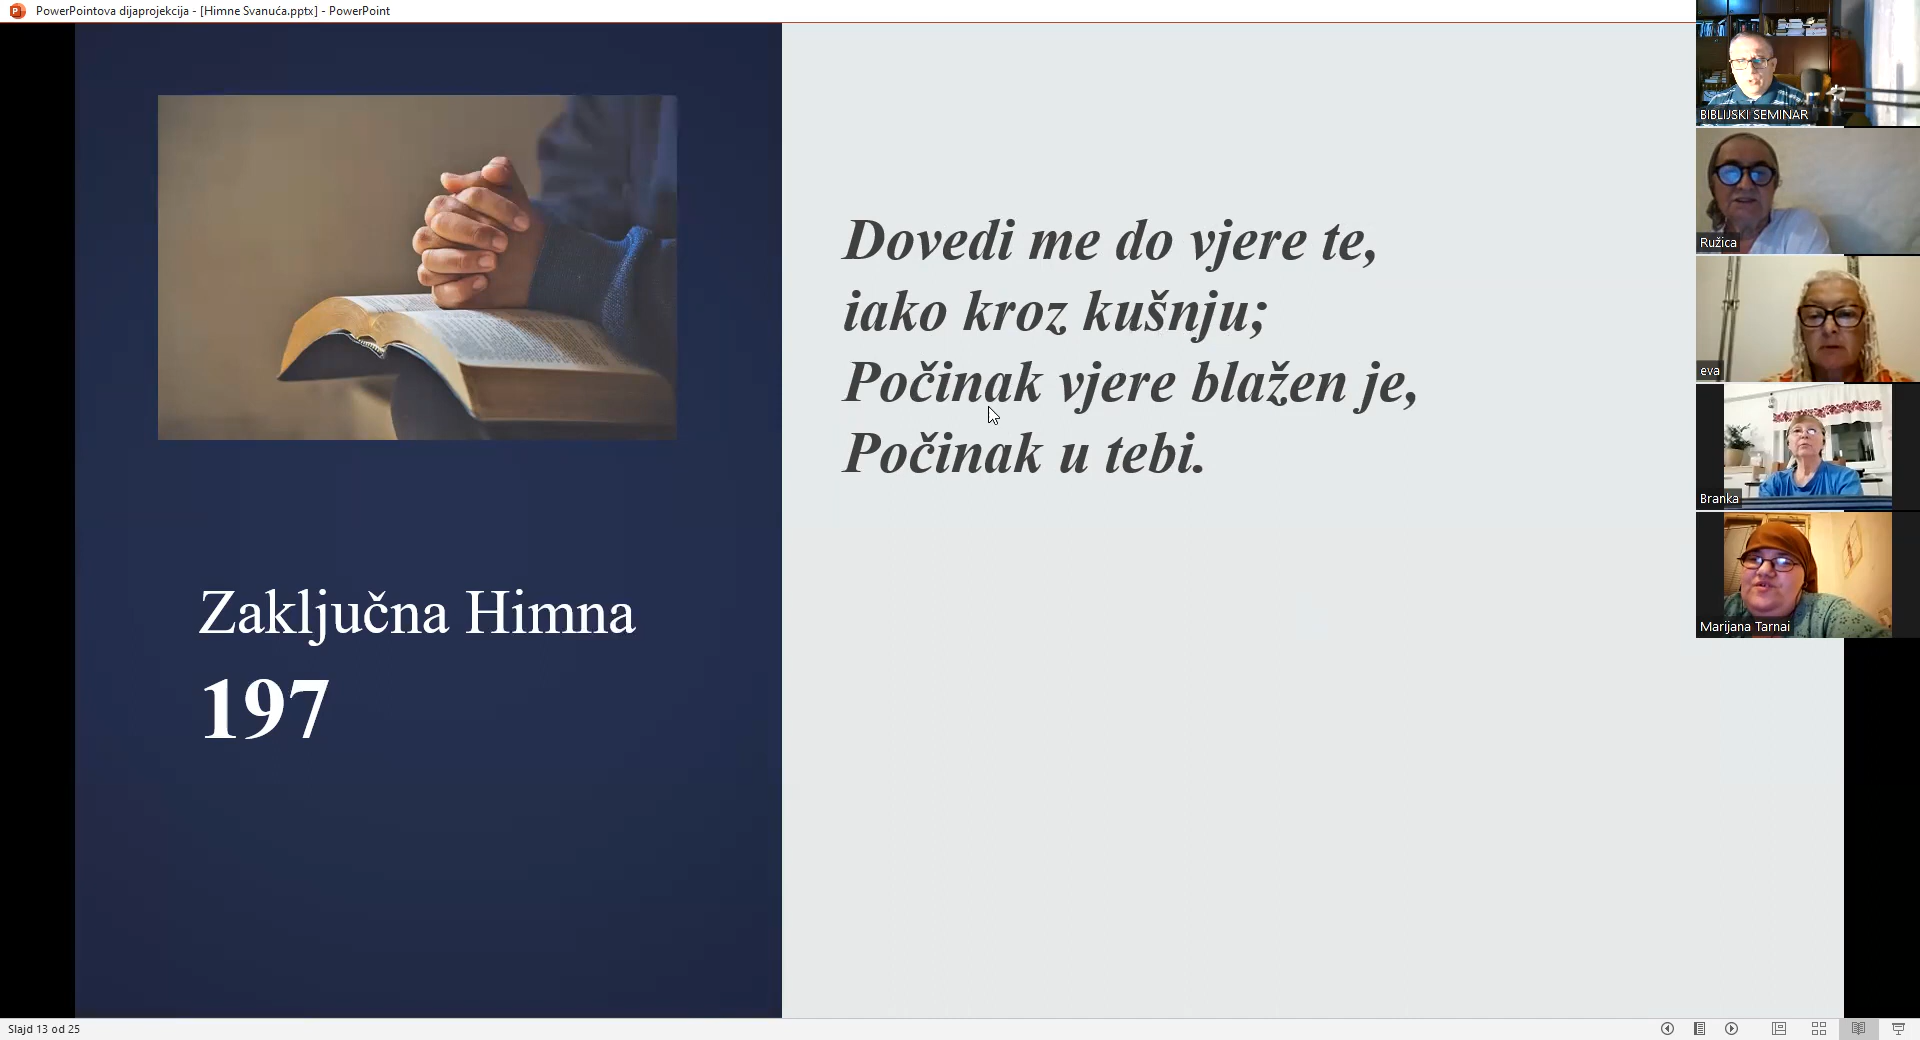 PowerPointova dijaprojekcija - [Himne Svanuća.pptx] - PowerPoint
Dovedi me do vjere te,
iako kroz kušnju;
Počinak vjere blažen je,
Počinak u tebi.
Zaključna Himna
197
BIBLIJSKI SEMINAR
Ružica
eva
Branka
Marijana Tarnai
Slajd 13 od 25